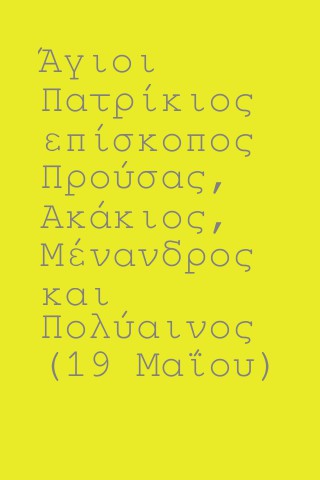 Άγιοι
Πατρίκιος
επίσκοπος
Προύσας,
Ακάκιος,
Μένανδρος
και
Πολύαινος
(19 Μαΐου)